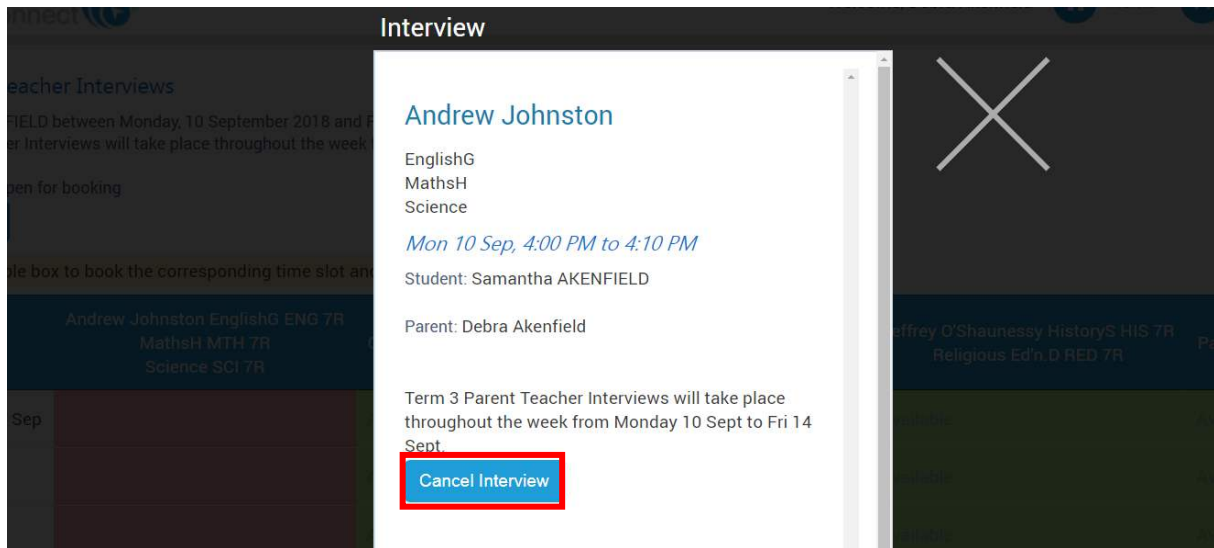 nnect
Interview
eacher Interviews
FIELD between Monday, 10 September 2018 and F
er Interviews will take place throughout the week
pen for booking
ble box to book the corresponding time slot and
Andrew Johnston
EnglishG
MathsH
Science
Mon 10 Sep, 4:00 PM to 4:10 PM
Student: Samantha AKENFIELD
Parent: Debra Akenfield
Term 3 Parent Teacher Interviews will take place
throughout the week from Monday 10 Sept to Fri 14
Sept.
Cancel Interview
Andrew Johnston EnglishG ENG 7R
MathsH MTH 7R
Science SCI 7R
effrey O'Shaunessy HistoryS HIS 7R
Religious Ed'n.D RED 7R
Sep